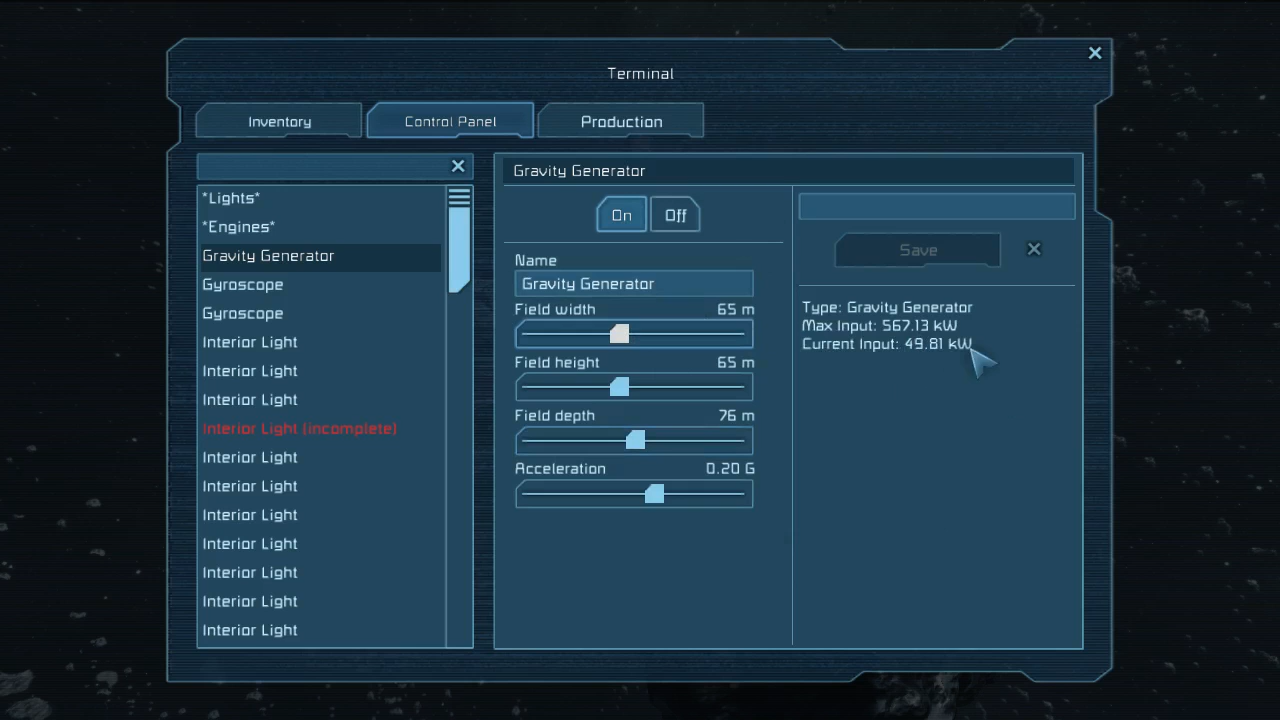 Terminal
Inventory
Control Panel
Production
*Lights*
*Engines*
Gravity Generator
Gyroscope
Gyroscope
Interior Light
Interior Light
Interior Light
Interior Light (incomplete)
Interior Light
Interior Light
Interior Light
Interior Light
Interior Light
Interior Light
Interior Light
Gravity Generator
On
Off
Name
Gravity Generator
Field width 65 m
Field height 65 m
Field depth 76 m
Acceleration 0.20 G
Save
Type: Gravity Generator
Max Input: 567.13 kW
Current Input: 49.81 kW